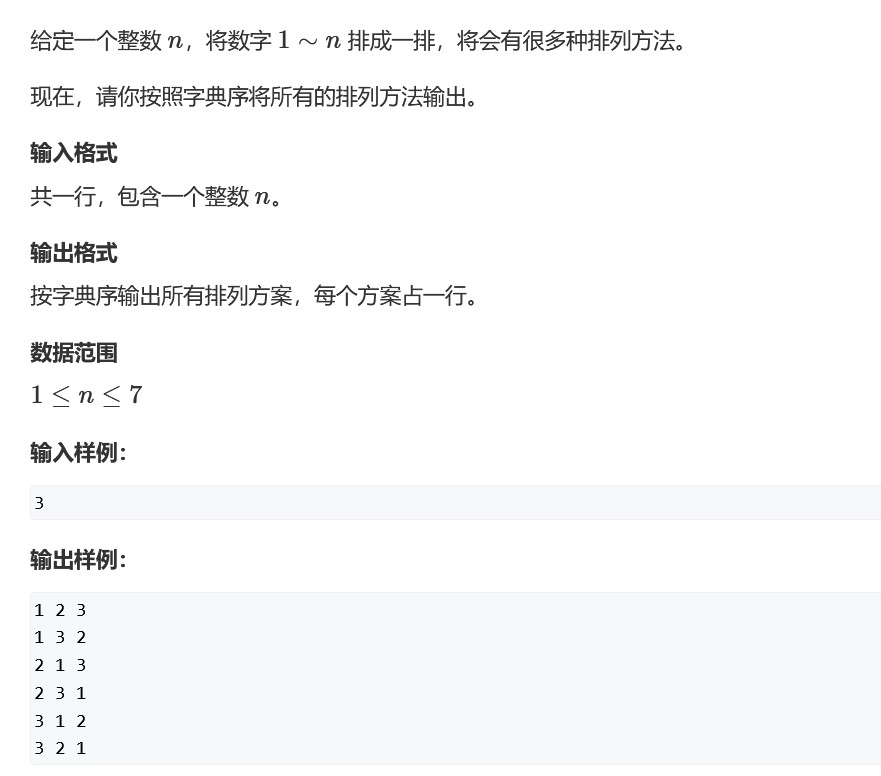 给定一个整数 n，将数字 1 ∼ n 排成一排，将会有很多种排列方法。
现在，请你按照字典序将所有的排列方法输出。
输入格式
共一行，包含一个整数 n。
输出格式
按字典序输出所有排列方案，每个方案占一行。
数据范围
1 ≤ n ≤ 7
输入样例：
3
输出样例：
1 2 3
1 3 2
2 1 3
2 3 1
3 1 2
3 2 1